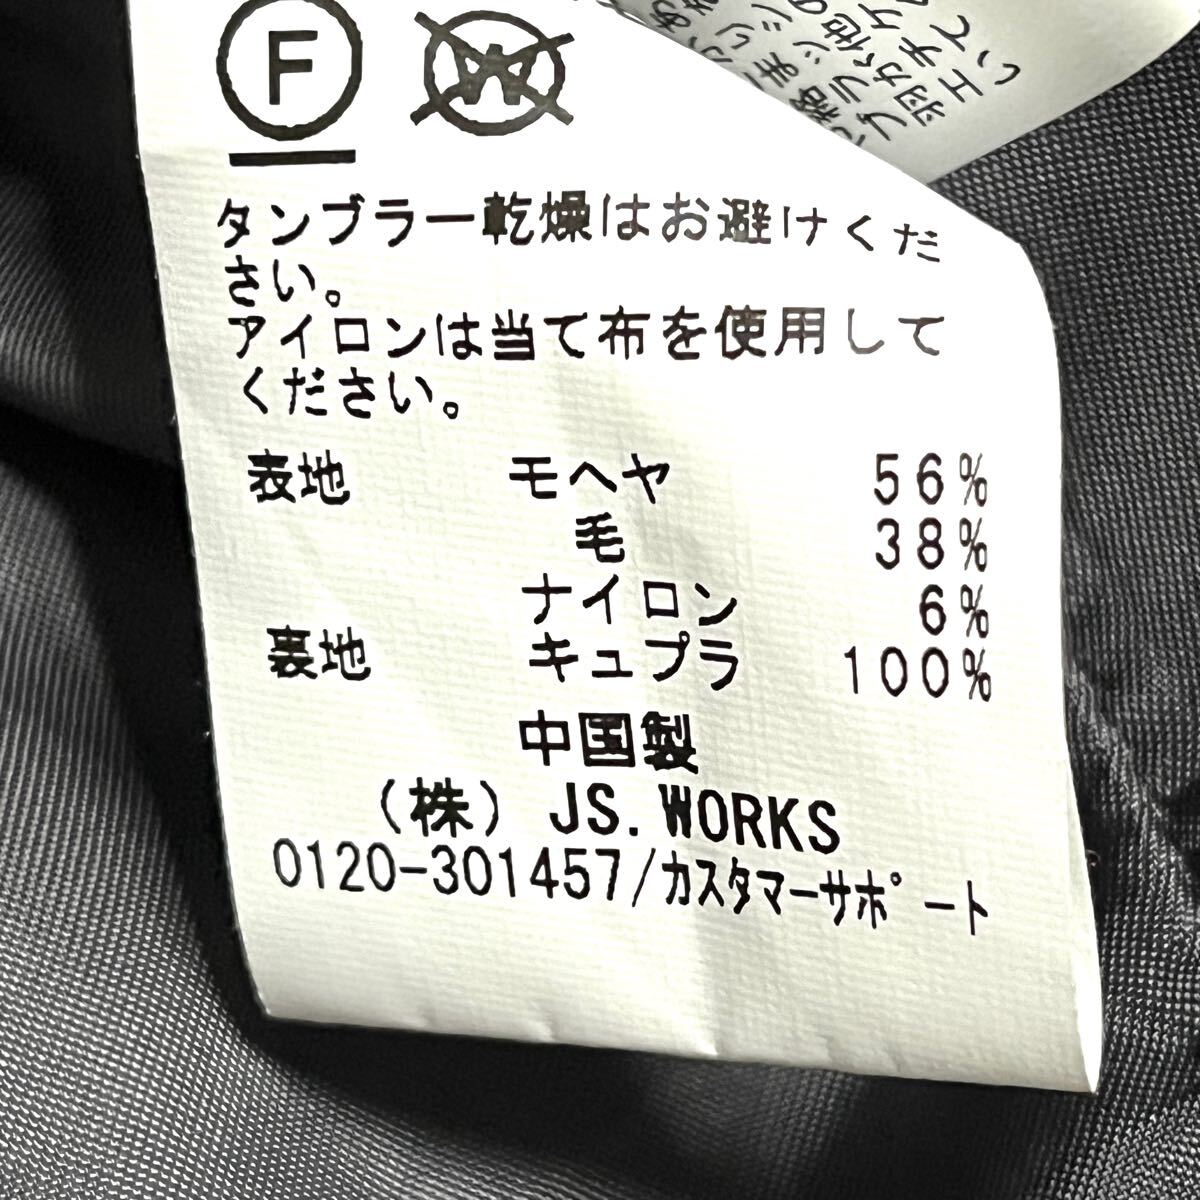 F
W
タンブラー乾燥はお避けくだ
さい。
アイロンは当て布を使用して
ください。
表地 モヘヤ 56%
毛 38%
ナイロン 6%
裏地 キュプラ 100%
中国製
(株) JS.WORKS
0120-301457/ｶｽﾀﾏｰｻﾎﾟｰﾄ